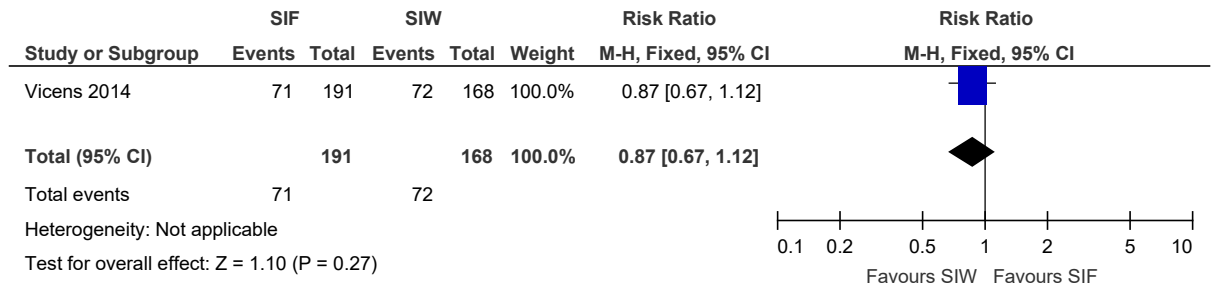 SIF SIW Risk Ratio Risk Ratio
Study or Subgroup Events Total Events Total Weight M-H, Fixed, 95% CI M-H, Fixed, 95% CI
Vicens 2014 71 191 72 168 100.0% 0.87 [0.67, 1.12]
Total (95% CI) 191 168 100.0% 0.87 [0.67, 1.12]
Total events 71 72
Heterogeneity: Not applicable
Test for overall effect: Z = 1.10 (P = 0.27)
0.1 0.2 0.5 1 2 5 10
Favours SIW Favours SIF